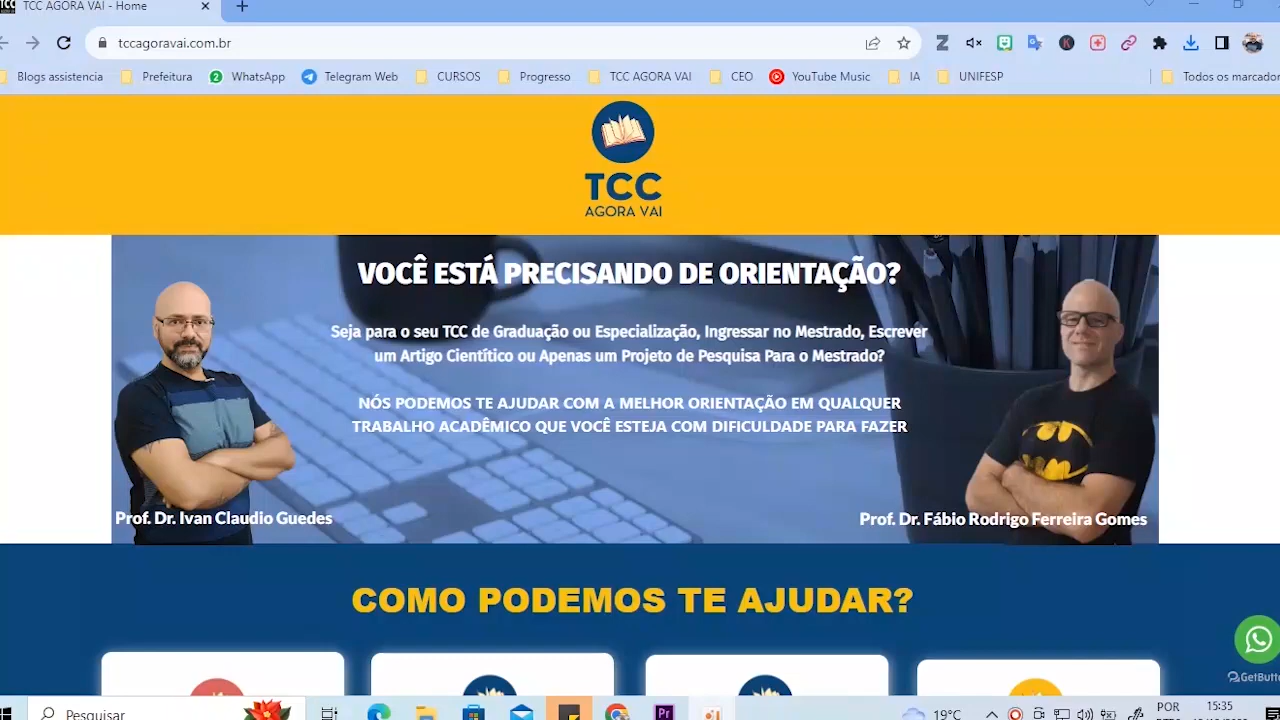 TCC
TCC AGORA VAI - Home
tccagoravai.com.br
Blogs assistencia
Prefeitura
2
WhatsApp
Telegram Web
CURSOS
Progresso
TCC AGORA VAI
CEO
YouTube Music
IA
UNIFESP
Todos os marcador
TCC
AGORA VAI
VOCÊ ESTÁ PRECISANDO DE ORIENTAÇÃO?
Seja para o seu TCC de Graduação ou Especialização, Ingressar no Mestrado, Escrever
um Artigo Científico ou Apenas um Projeto de Pesquisa Para o Mestrado?
NÓS PODEMOS TE AJUDAR COM A MELHOR ORIENTAÇÃO EM QUALQUER
TRABALHO ACADÊMICO QUE VOCÊ ESTEJA COM DIFICULDADE PARA FAZER
Prof. Dr. Ivan Claudio Guedes
Prof. Dr. Fábio Rodrigo Ferreira Gomes
COMO PODEMOS TE AJUDAR?
GetButt
Pesquisar
Pr
19°C
POR
15:35